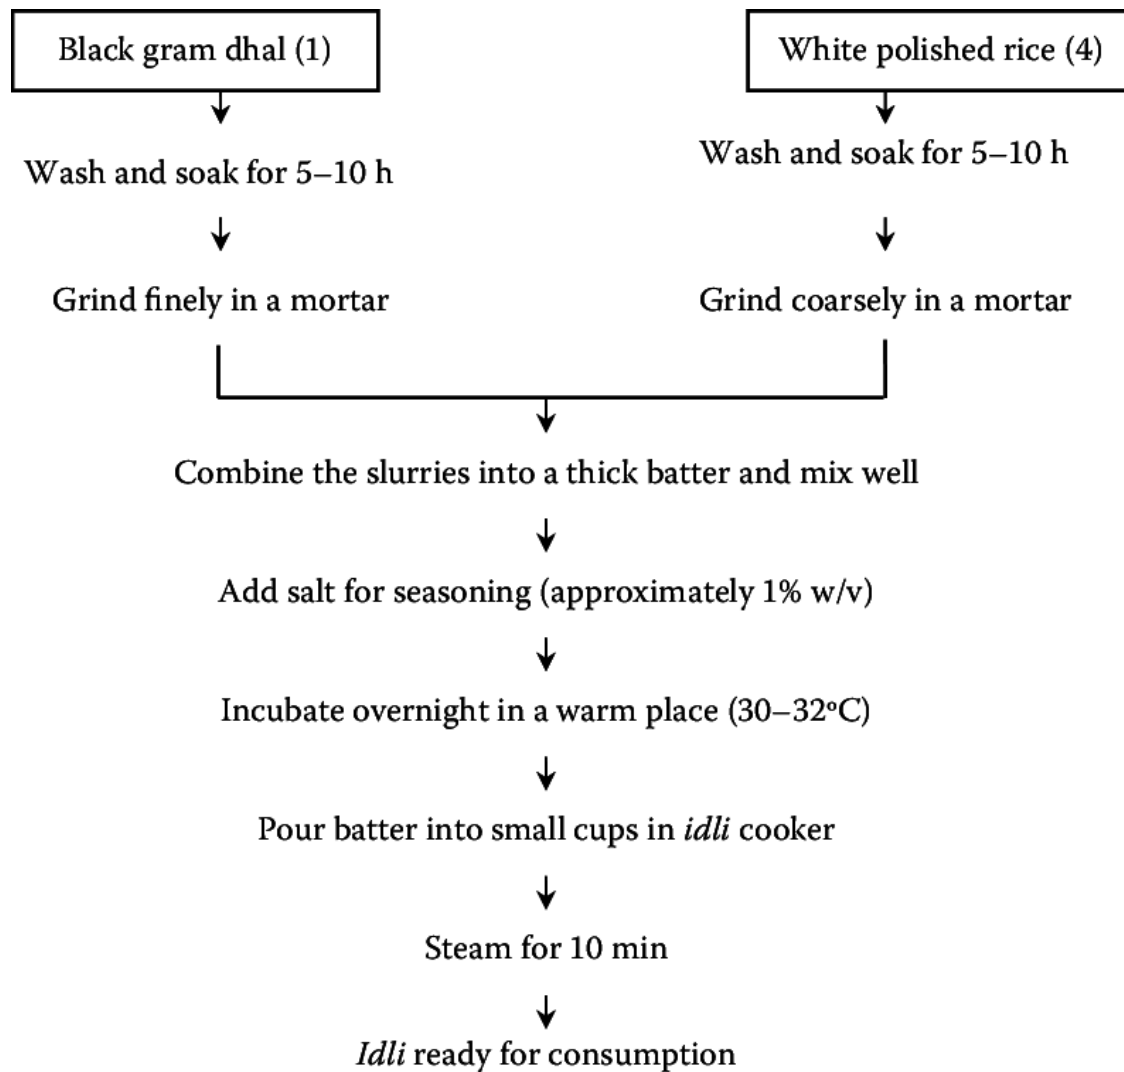 Black gram dhal (1)
White polished rice (4)
Wash and soak for 5–10 h
Wash and soak for 5–10 h
Grind finely in a mortar
Grind coarsely in a mortar
Combine the slurries into a thick batter and mix well
Add salt for seasoning (approximately 1% w/v)
Incubate overnight in a warm place (30–32ºC)
Pour batter into small cups in idli cooker
Steam for 10 min
Idli ready for consumption